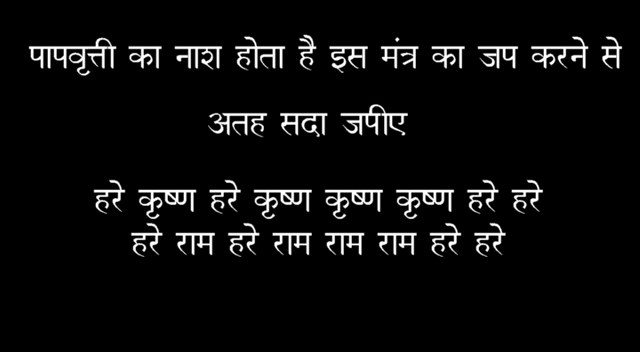 पापवृत्ती का नाश होता है इस मंत्र का जप करने से
अतह सदा जपीए
हरे कृष्ण हरे कृष्ण कृष्ण कृष्ण हरे हरे
हरे राम हरे राम राम राम हरे हरे